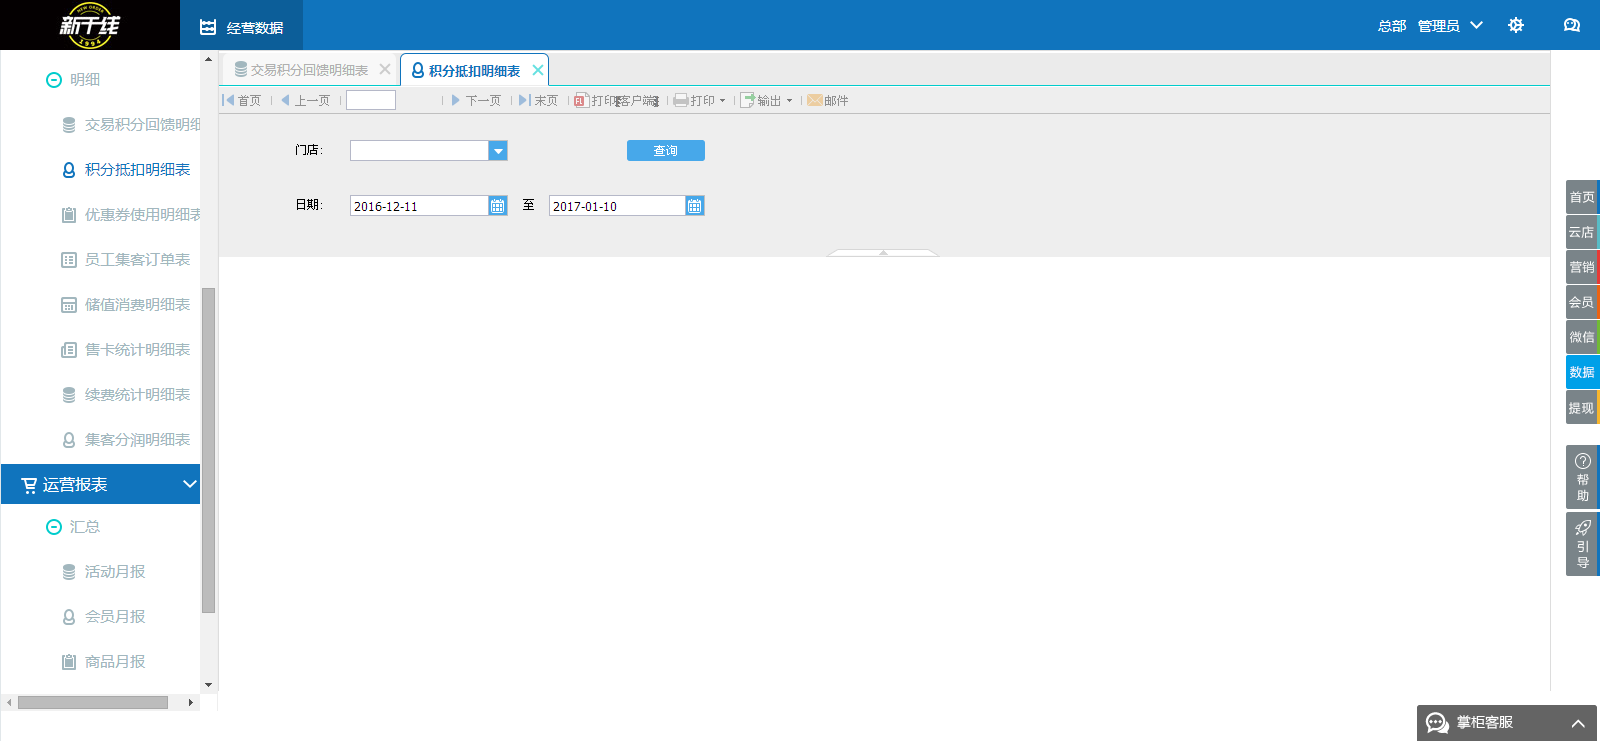 NEW ORDER
新干线
1994
经营数据
总部 管理员
明细
交易积分回馈明细
积分抵扣明细表
优惠券使用明细表
员工集客订单表
储值消费明细表
售卡统计明细表
续费统计明细表
集客分润明细表
运营报表
汇总
活动月报
会员月报
商品月报
交易积分回馈明细表
积分抵扣明细表
首页 上一页 下一页 末页 打印[客户端] 打印 输出 邮件
门店:
查询
日期: 2016-12-11 至 2017-01-10
首页
云店
营销
会员
微信
数据
提现
帮助
引导
掌柜客服